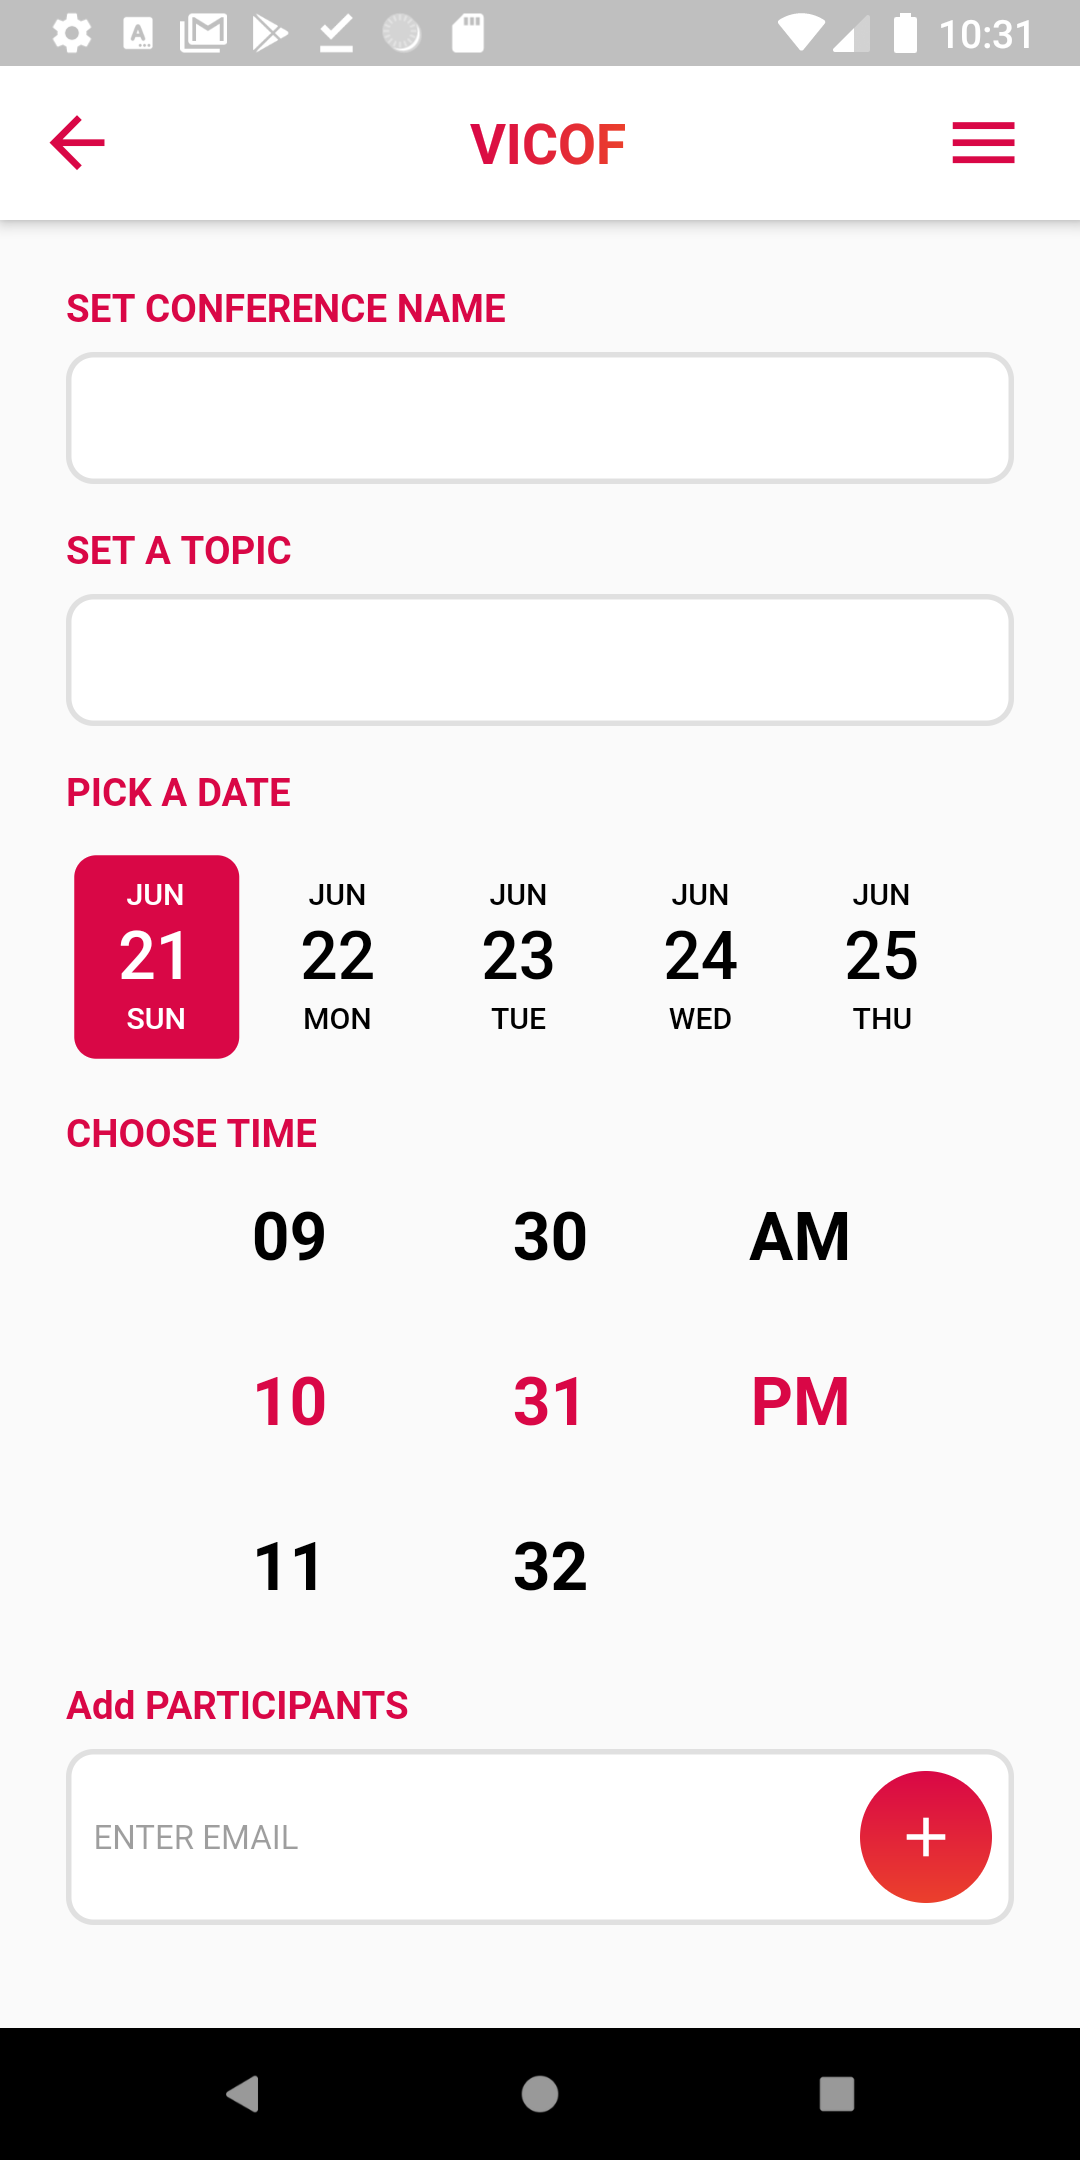 10:31
VICOF
SET CONFERENCE NAME
SET A TOPIC
PICK A DATE
JUN JUN JUN JUN JUN
21 22 23 24 25
SUN MON TUE WED THU
CHOOSE TIME
09 30 AM
10 31 PM
11 32
Add PARTICIPANTS
ENTER EMAIL